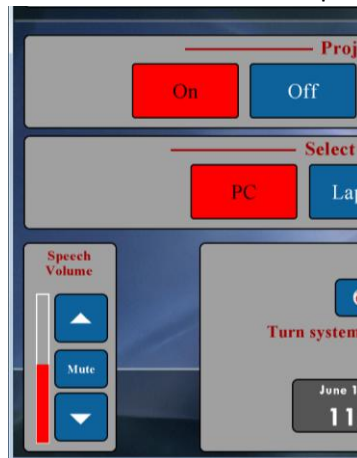 Proj
On
Off
Select
PC
Lap
Speech
Volume
Mute
Turn system
June 1
11